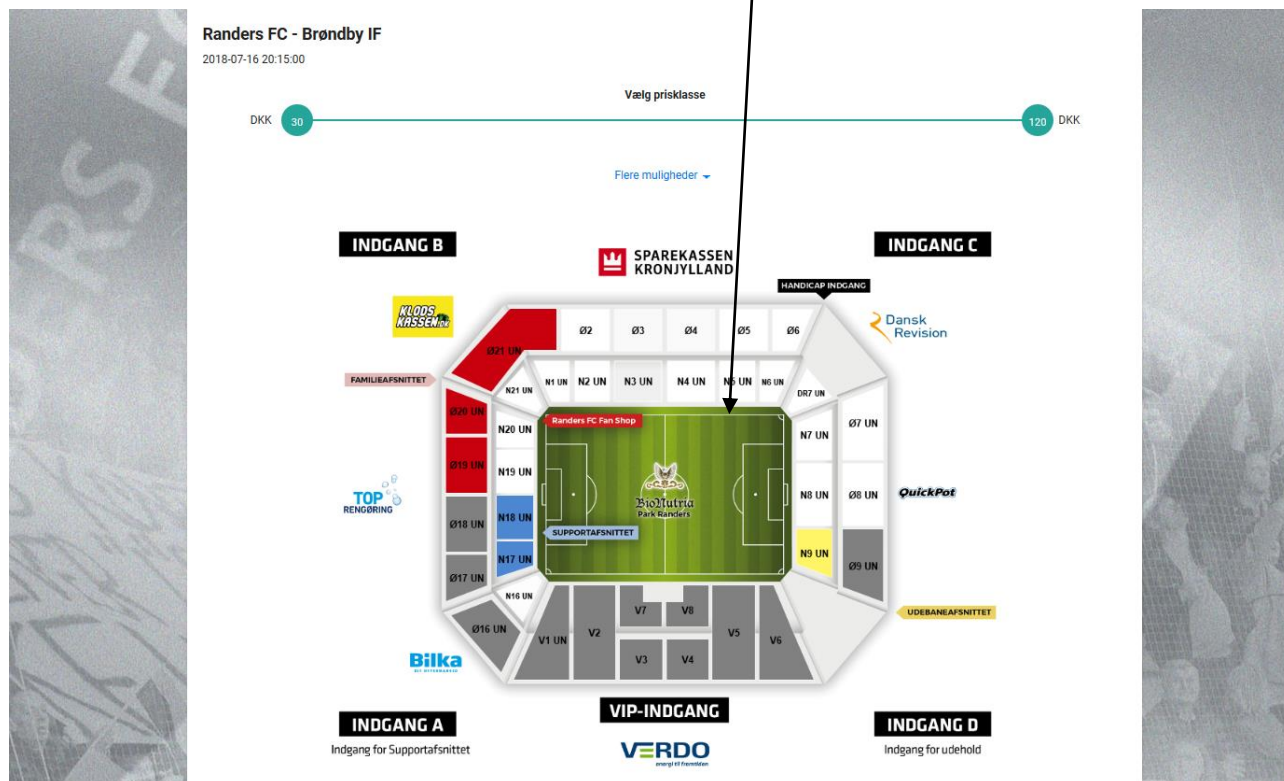 Randers FC - Brøndby IF
2018-07-16 20:15:00
Vælg prisklasse
DKK 30 120 DKK
Flere muligheder
INDGANG B
INDGANG C
SPAREKASSEN
KRONJYLLAND
HANDICAP INDGANG
KLODS
KASSEN.DK
Dansk
Revision
Ø2 Ø3 Ø4 Ø5 Ø6
Ø21 UN
FAMILIEAFSNITTET
N21 UN N1 UN N2 UN N3 UN N4 UN N5 UN N6 UN DR7 UN
Ø20 UN N20 UN Randers FC Fan Shop N7 UN Ø7 UN
Ø19 UN N19 UN
TOP
RENGØRING
BioNutria
Park Randers
N8 UN Ø8 UN QuickPot
Ø18 UN N18 UN SUPPORTAFSNITTET
Ø17 UN N17 UN N9 UN Ø9 UN
N16 UN
UDEBANEAFSNITTET
Ø16 UN V1 UN V2 V7 V8 V5 V6
V3 V4
Bilka
VIP-INDGANG
INDGANG A
Indgang for Supportafsnittet
INDGANG D
Indgang for udehold
VERDO
energi til fremtiden
RS F